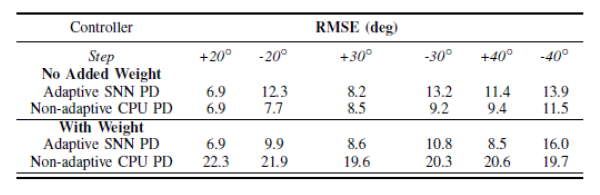 Controller RMSE (deg)
Step +20° -20° +30° -30° +40° -40°
No Added Weight
Adaptive SNN PD 6.9 12.3 8.2 13.2 11.4 13.9
Non-adaptive CPU PD 6.9 7.7 8.5 9.2 9.4 11.5
With Weight
Adaptive SNN PD 6.9 9.9 8.6 10.8 8.5 16.0
Non-adaptive CPU PD 22.3 21.9 19.6 20.3 20.6 19.7